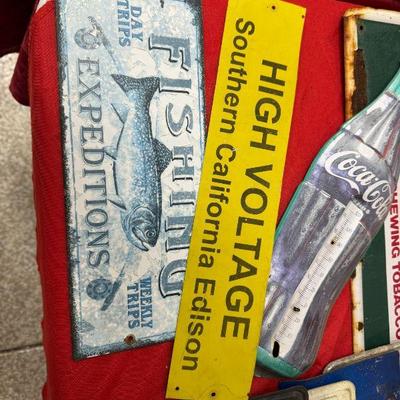 DAY
TRIPS
FISHING
EXPEDITIONS
WEEKLY
TRIPS
HIGH VOLTAGE
Southern California Edison
Coca-Cola
CHEWING TOBACCO